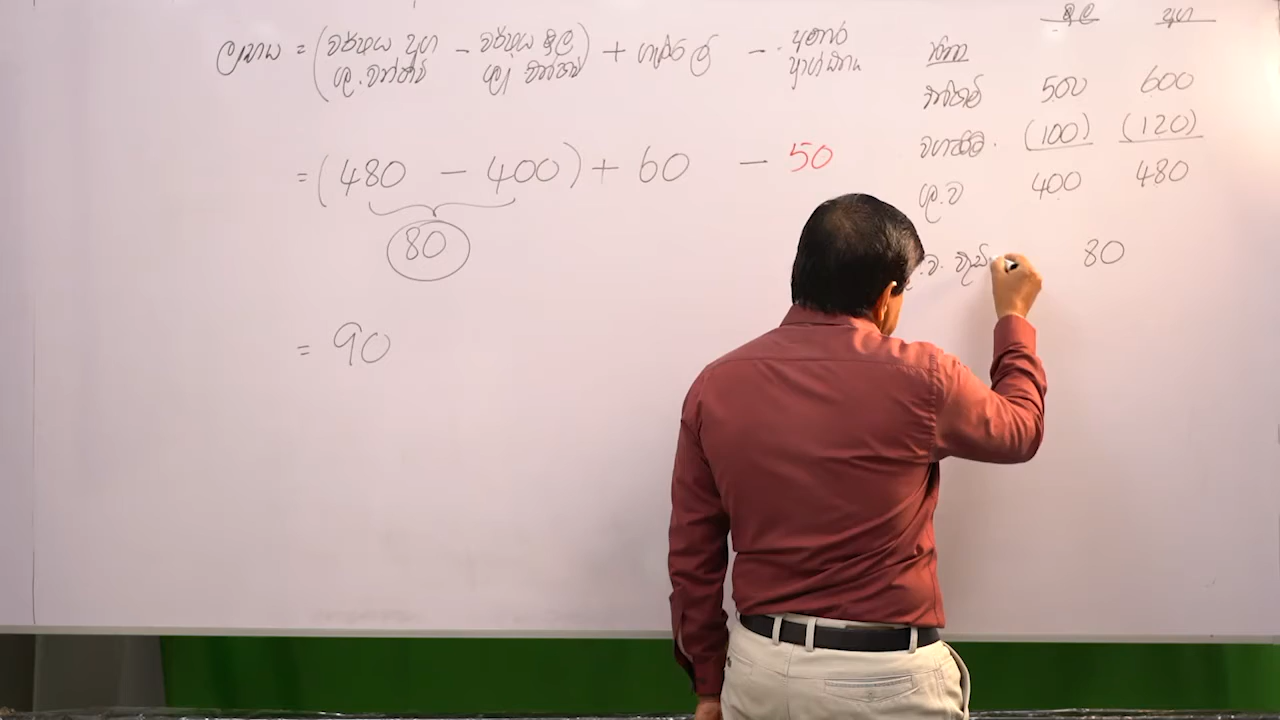 ලාභය = (වර්ෂය අග ශු. වත්කම් − වර්ෂය මුල ශු. වත්කම්) + ගැනිලි − අමතර ප්‍රාග්ධනය
= (480 − 400) + 60 − 50
80
= 90
මුල අග
වත්කම් 500 600
වගකීම් (100) (120)
ශු.ව 400 480
ව. වැඩි 80